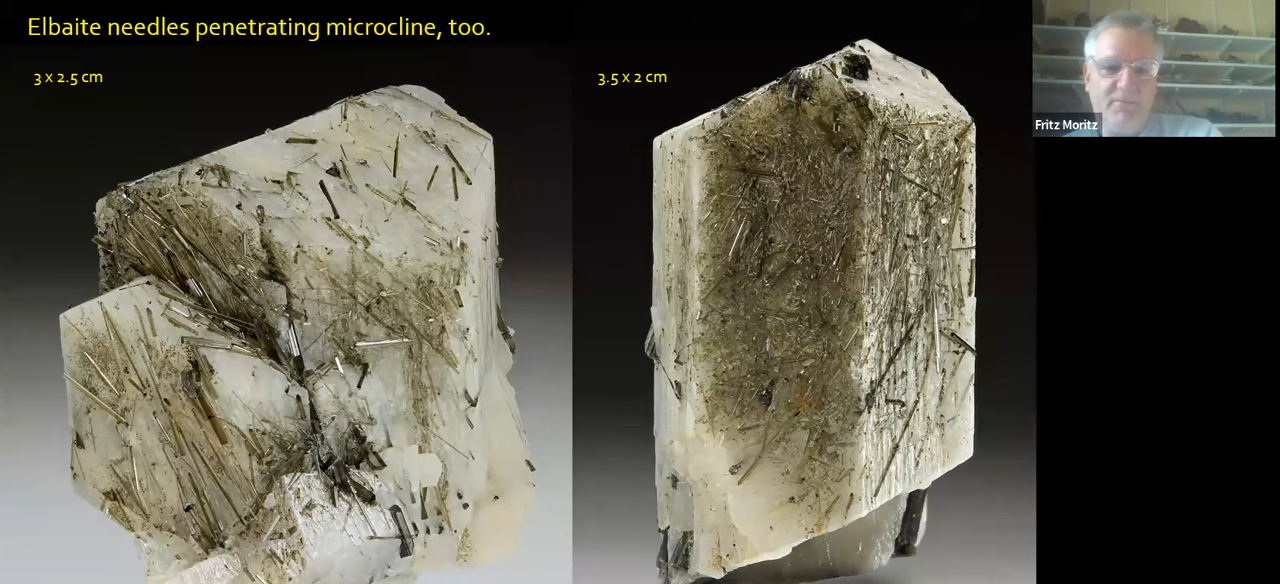 Elbaite needles penetrating microcline, too.
3 x 2.5 cm
3.5 x 2 cm
Fritz Moritz